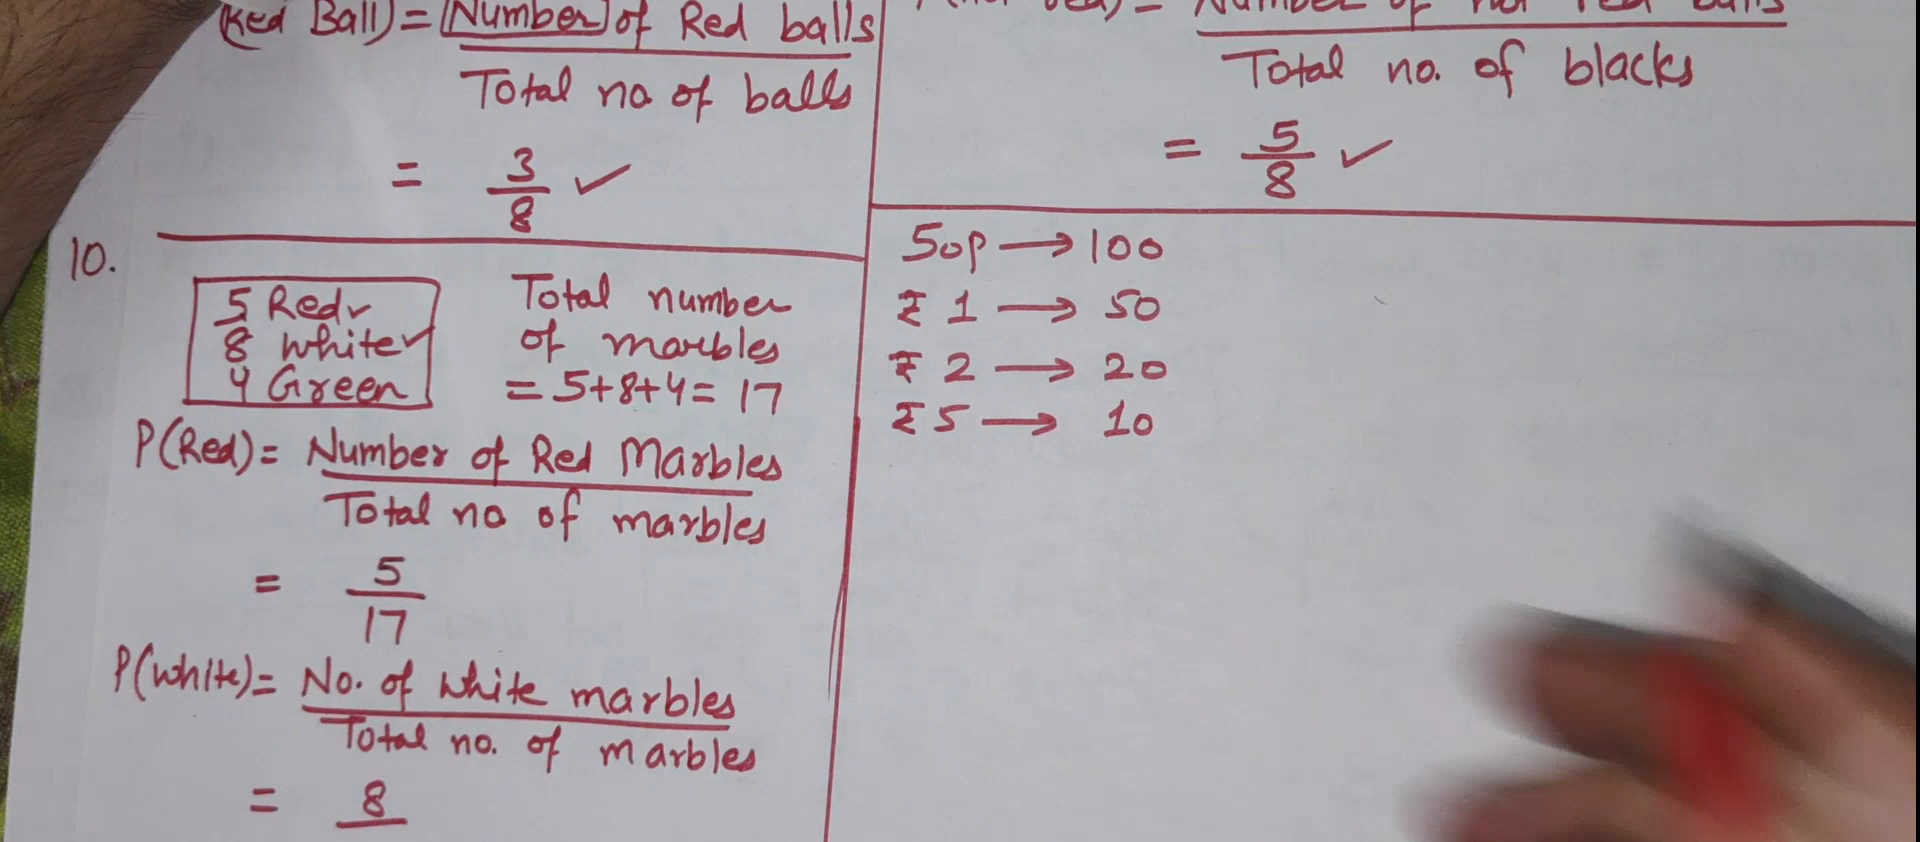 (Red Ball) = Number of Red balls
Total no of balls
= 3/8 ✓
Total no. of blacks
= 5/8 ✓
10.
5 Red
8 White
4 Green
Total number
of marbles
= 5+8+4= 17
P(Red)= Number of Red Marbles
Total no of marbles
= 5/17
P(white)= No. of white marbles
Total no. of marbles
= 8
50p → 100
₹ 1 → 50
₹ 2 → 20
₹ 5 → 10